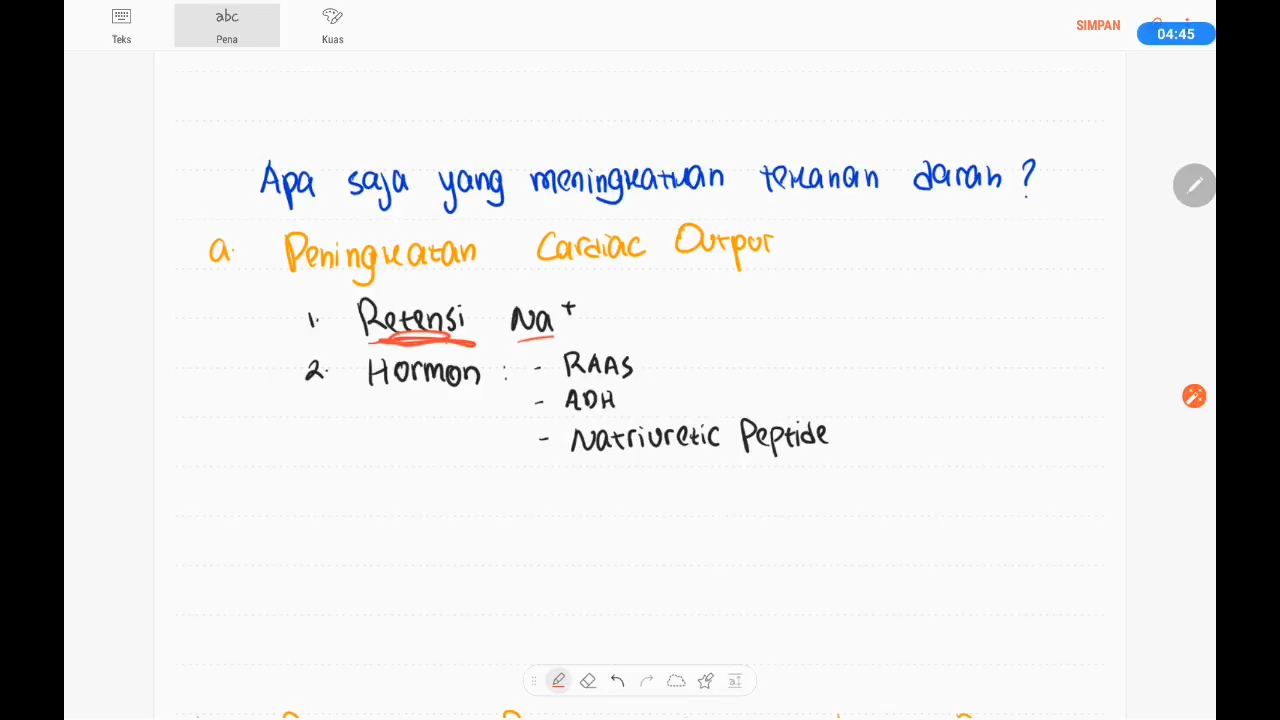 Teks
abc
Pena
Kuas
SIMPAN
04:45
Apa saja yang meningkatkan tekanan darah ?
a. Peningkatan Cardiac Output
1. Retensi Na+
2. Hormon : - RAAS
- ADH
- Natriuretic Peptide